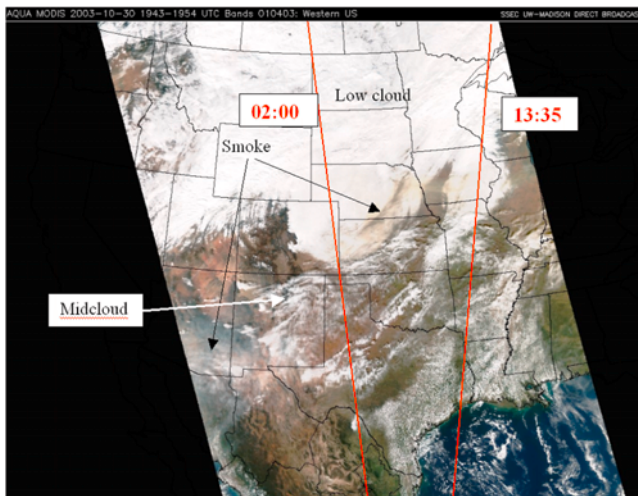 AQUA MODIS 2003-10-30 1943-1954 UTC Bands 010403: Western US
SSEC UW-MADISON DIRECT BROADCAST
Low cloud
02:00
13:35
Smoke
Midcloud